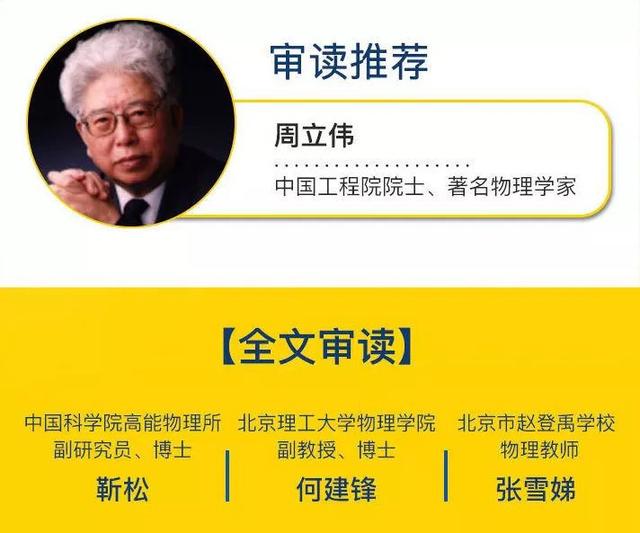 审读推荐
周立伟
中国工程院院士、著名物理学家
【全文审读】
中国科学院高能物理所
副研究员、博士
靳松
北京理工大学物理学院
副教授、博士
何建锋
北京市赵登禹学校
物理教师
张雪娣